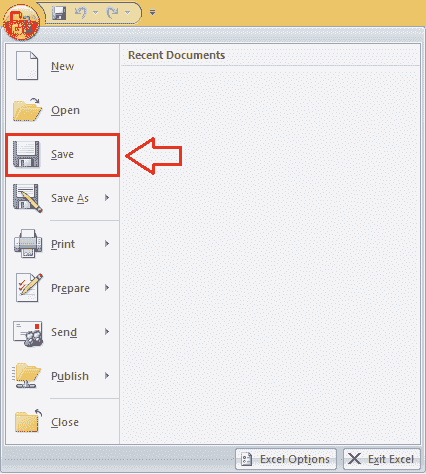 Recent Documents
New
Open
Save
Save As
Print
Prepare
Send
Publish
Close
Excel Options
Exit Excel